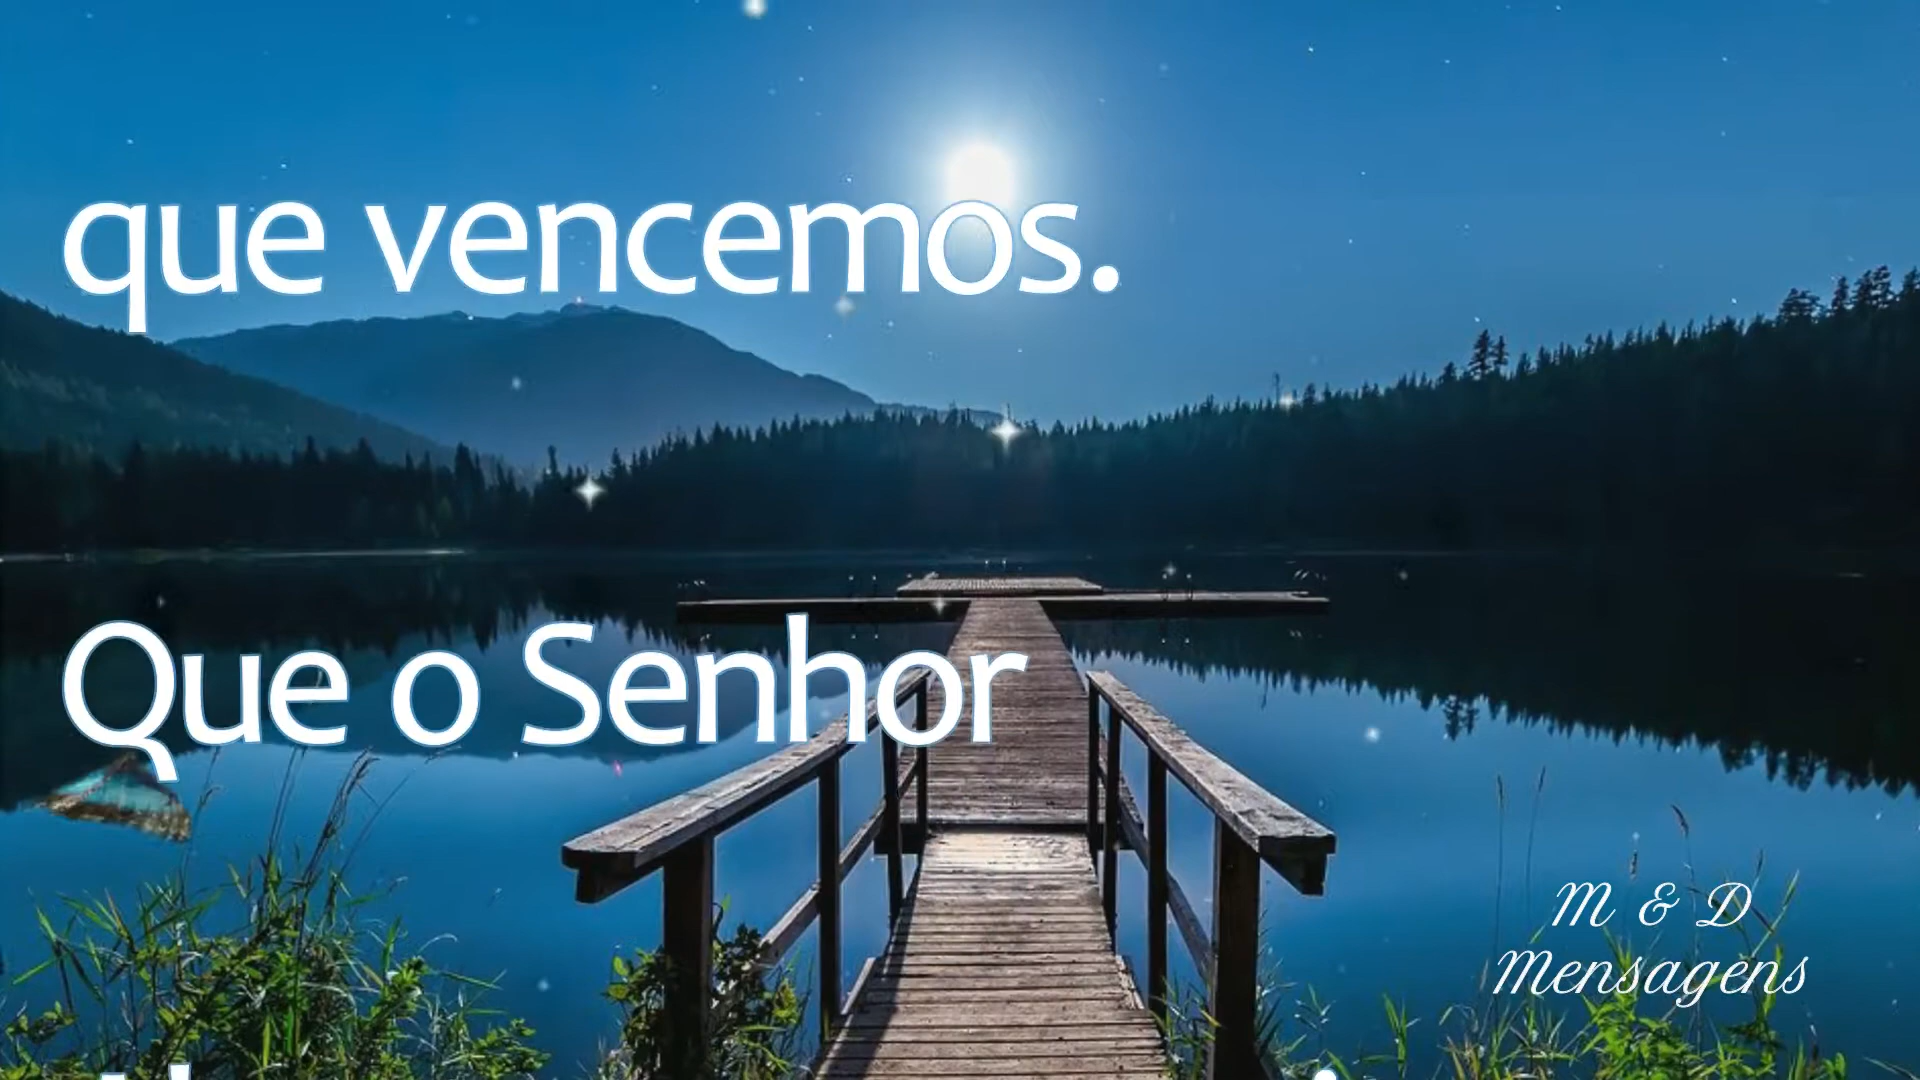 que vencemos.
Que o Senhor
M & D
Mensagens